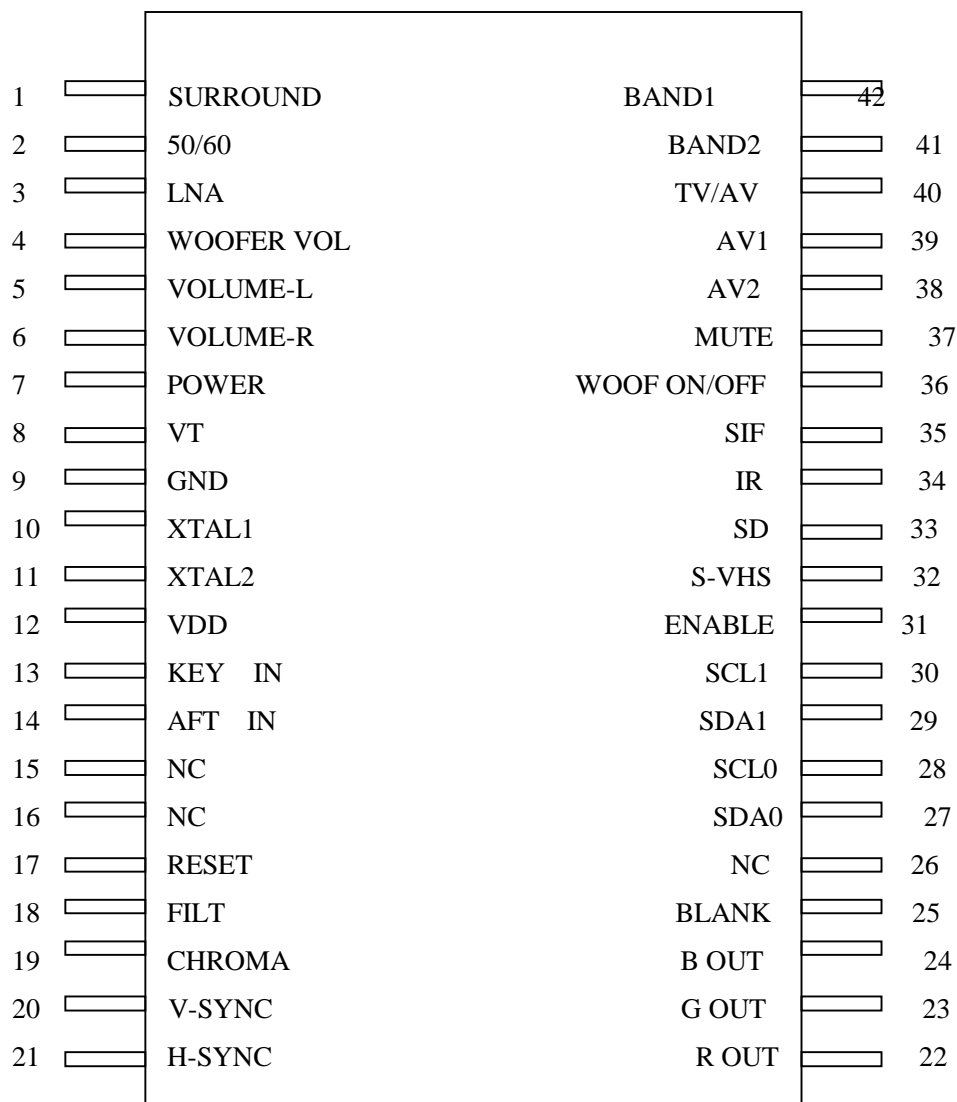 1 SURROUND BAND1 42
2 50/60 BAND2 41
3 LNA TV/AV 40
4 WOOFER VOL AV1 39
5 VOLUME-L AV2 38
6 VOLUME-R MUTE 37
7 POWER WOOF ON/OFF 36
8 VT SIF 35
9 GND IR 34
10 XTAL1 SD 33
11 XTAL2 S-VHS 32
12 VDD ENABLE 31
13 KEY IN SCL1 30
14 AFT IN SDA1 29
15 NC SCL0 28
16 NC SDA0 27
17 RESET NC 26
18 FILT BLANK 25
19 CHROMA B OUT 24
20 V-SYNC G OUT 23
21 H-SYNC R OUT 22